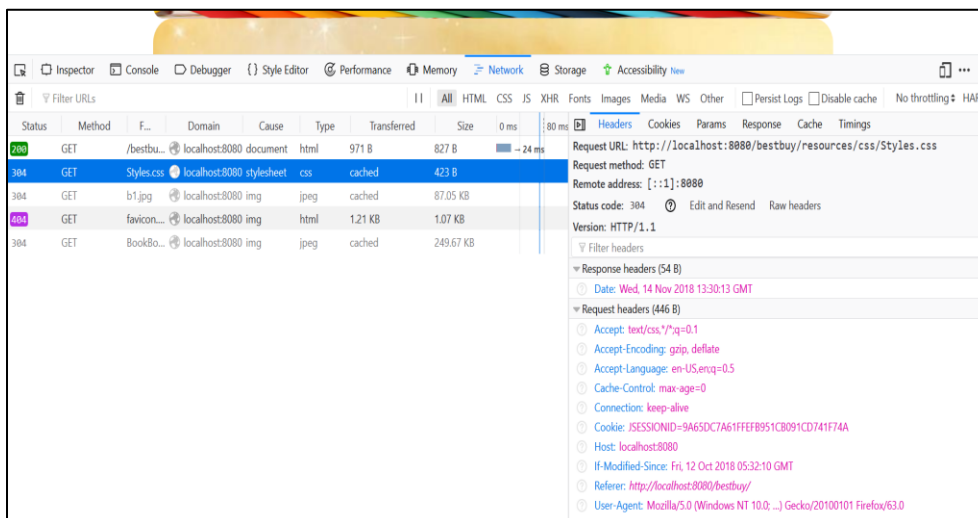 Inspector Console Debugger { } Style Editor Performance Memory Network Storage Accessibility New
Filter URLs All HTML CSS JS XHR Fonts Images Media WS Other Persist Logs Disable cache No throttling HAR
Status Method F... Domain Cause Type Transferred Size 0 ms 80 ms
200 GET /bestbu... localhost:8080 document html 971 B 827 B → 24 ms
304 GET Styles.css localhost:8080 stylesheet css cached 423 B
304 GET b1.jpg localhost:8080 img jpeg cached 87.05 KB
404 GET favicon.... localhost:8080 img html 1.21 KB 1.07 KB
304 GET BookBo... localhost:8080 img jpeg cached 249.67 KB
Headers Cookies Params Response Cache Timings
Request URL: http://localhost:8080/bestbuy/resources/css/Styles.css
Request method: GET
Remote address: [::1]:8080
Status code: 304 Edit and Resend Raw headers
Version: HTTP/1.1
Filter headers
Response headers (54 B)
Date: Wed, 14 Nov 2018 13:30:13 GMT
Request headers (446 B)
Accept: text/css,*/*;q=0.1
Accept-Encoding: gzip, deflate
Accept-Language: en-US,en;q=0.5
Cache-Control: max-age=0
Connection: keep-alive
Cookie: JSESSIONID=9A65DC7A61FFEFB951CB091CD741F74A
Host: localhost:8080
If-Modified-Since: Fri, 12 Oct 2018 05:32:10 GMT
Referer: http://localhost:8080/bestbuy/
User-Agent: Mozilla/5.0 (Windows NT 10.0; ...) Gecko/20100101 Firefox/63.0